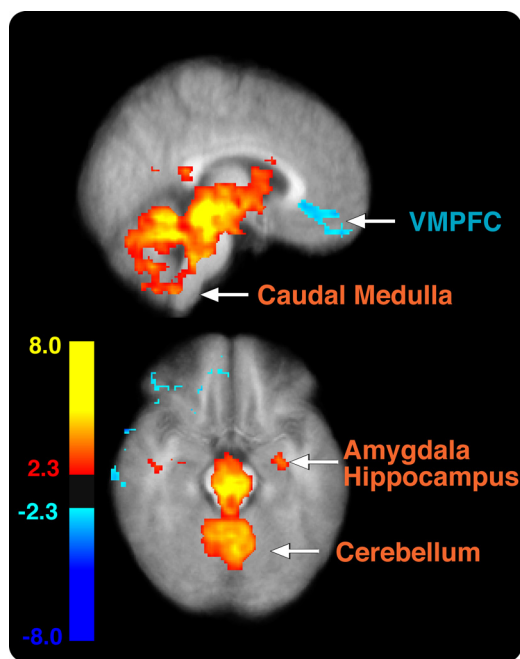 VMPFC
Caudal Medulla
8.0
2.3
-2.3
-8.0
Amygdala
Hippocampus
Cerebellum